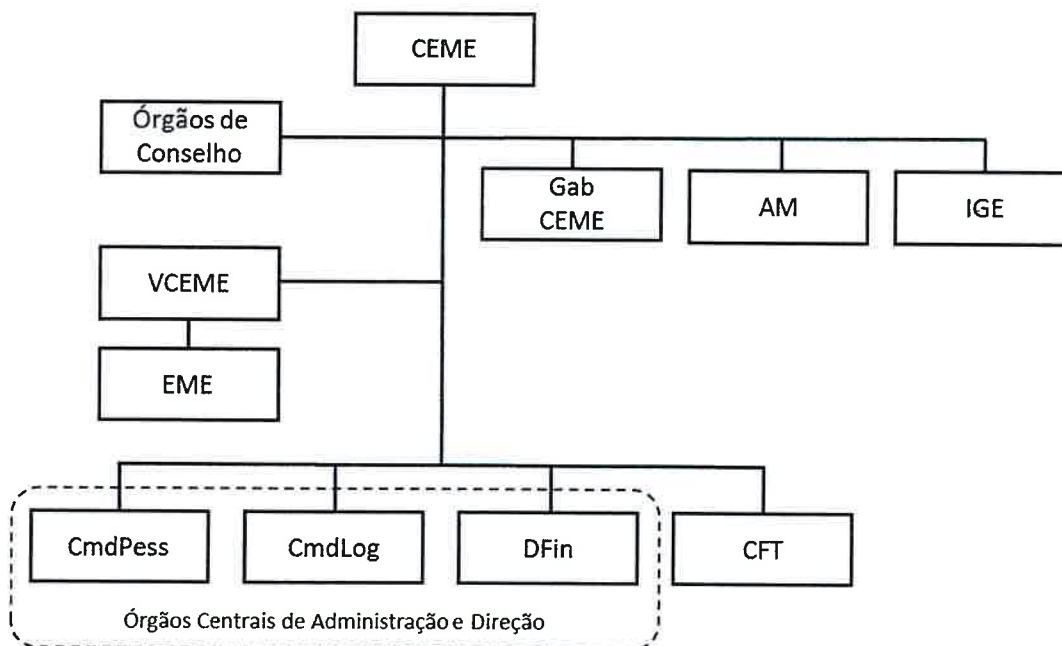 CEME
Órgãos de
Conselho
Gab
CEME
AM
IGE
VCEME
EME
CmdPess
CmdLog
DFin
CFT
Órgãos Centrais de Administração e Direção